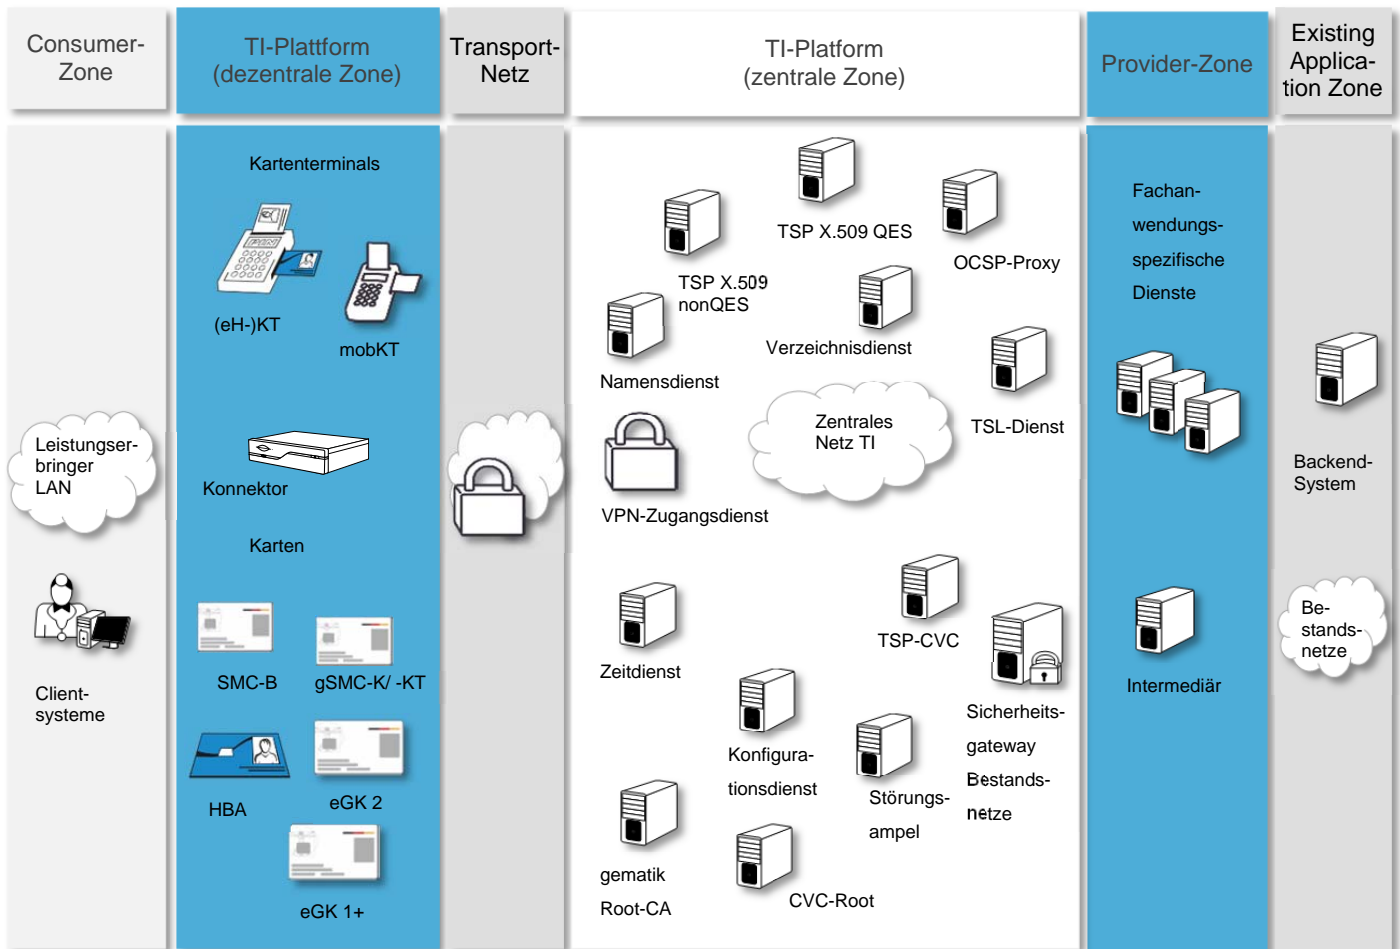 Consumer-
Zone
TI-Plattform
(dezentrale Zone)
Transport-
Netz
TI-Platform
(zentrale Zone)
Provider-Zone
Existing
Applica-
tion Zone
Leistungser-
bringer
LAN
Client-
systeme
Kartenterminals
PIN
(eH-)KT
mobKT
Konnektor
Karten
SMC-B
gSMC-K/ -KT
HBA
eGK 2
eGK 1+
TSP X.509 QES
OCSP-Proxy
TSP X.509
nonQES
Verzeichnisdienst
Namensdienst
TSL-Dienst
Zentrales
Netz TI
VPN-Zugangsdienst
TSP-CVC
Zeitdienst
Sicherheits-
gateway
Bestands-
netze
Konfigura-
tionsdienst
Störungs-
ampel
gematik
Root-CA
CVC-Root
Fachan-
wendungs-
spezifische
Dienste
Intermediär
Backend-
System
Be-
stands-
netze